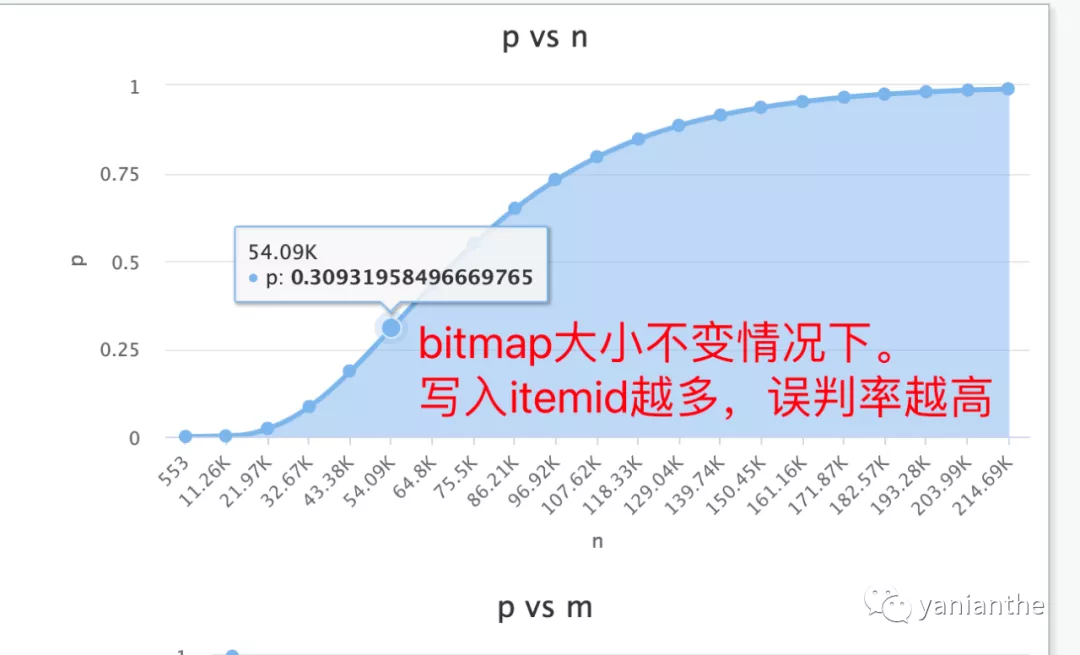 p vs n
1
0.75
0.5
0.25
0
p
54.09K
p: 0.30931958496669765
bitmap大小不变情况下。
写入itemid越多，误判率越高
553 11.26K 21.97K 32.67K 43.38K 54.09K 64.8K 75.5K 86.21K 96.92K 107.62K 118.33K 129.04K 139.74K 150.45K 161.16K 171.87K 182.57K 193.28K 203.99K 214.69K
n
p vs m
yanianthe
1